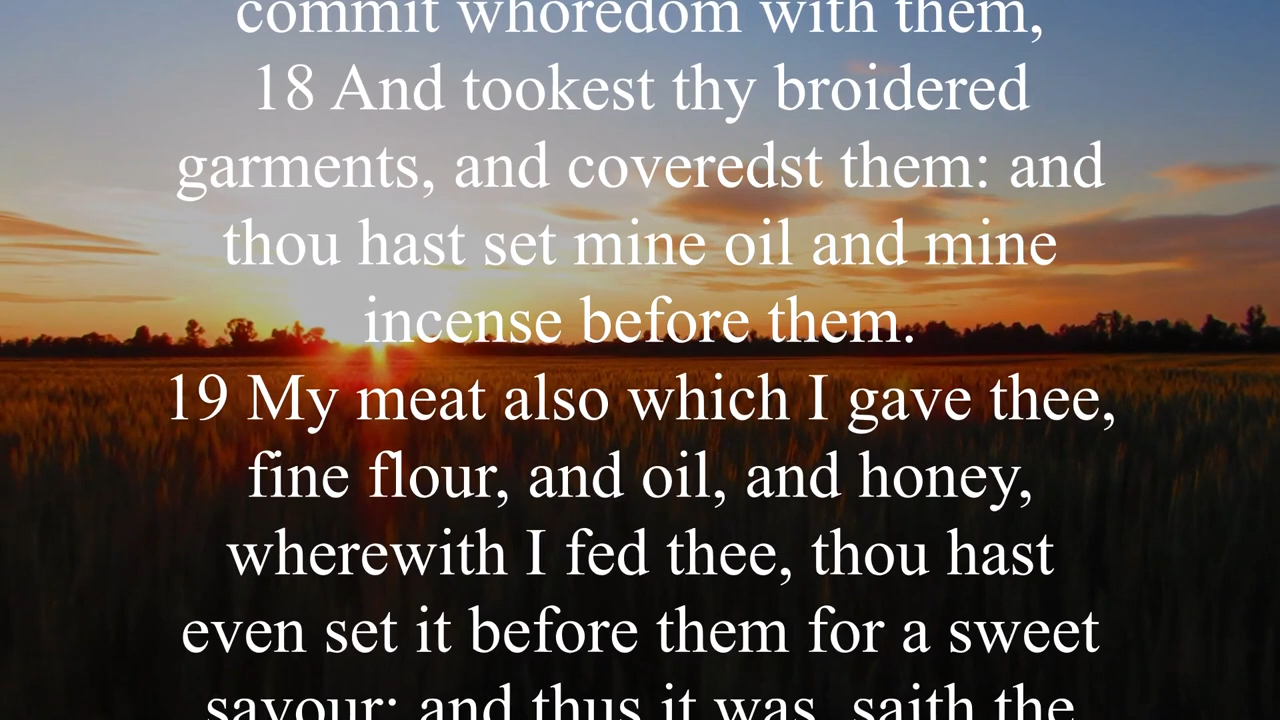 commit whoredom with them,
18 And tookest thy broidered
garments, and coveredst them: and
thou hast set mine oil and mine
incense before them.
19 My meat also which I gave thee,
fine flour, and oil, and honey,
wherewith I fed thee, thou hast
even set it before them for a sweet
savour: and thus it was, saith the